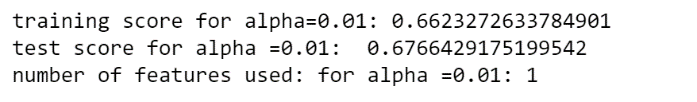 training score for alpha=0.01: 0.6623272633784901
test score for alpha =0.01:  0.6766429175199542
number of features used: for alpha =0.01: 1